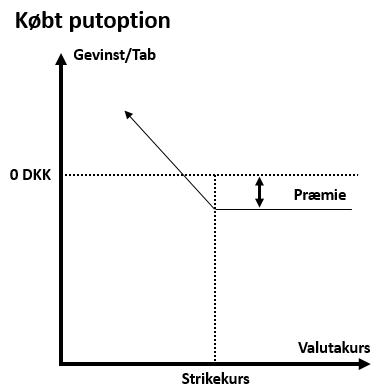 Købt putoption
Gevinst/Tab
0 DKK
Præmie
Valutakurs
Strikekurs